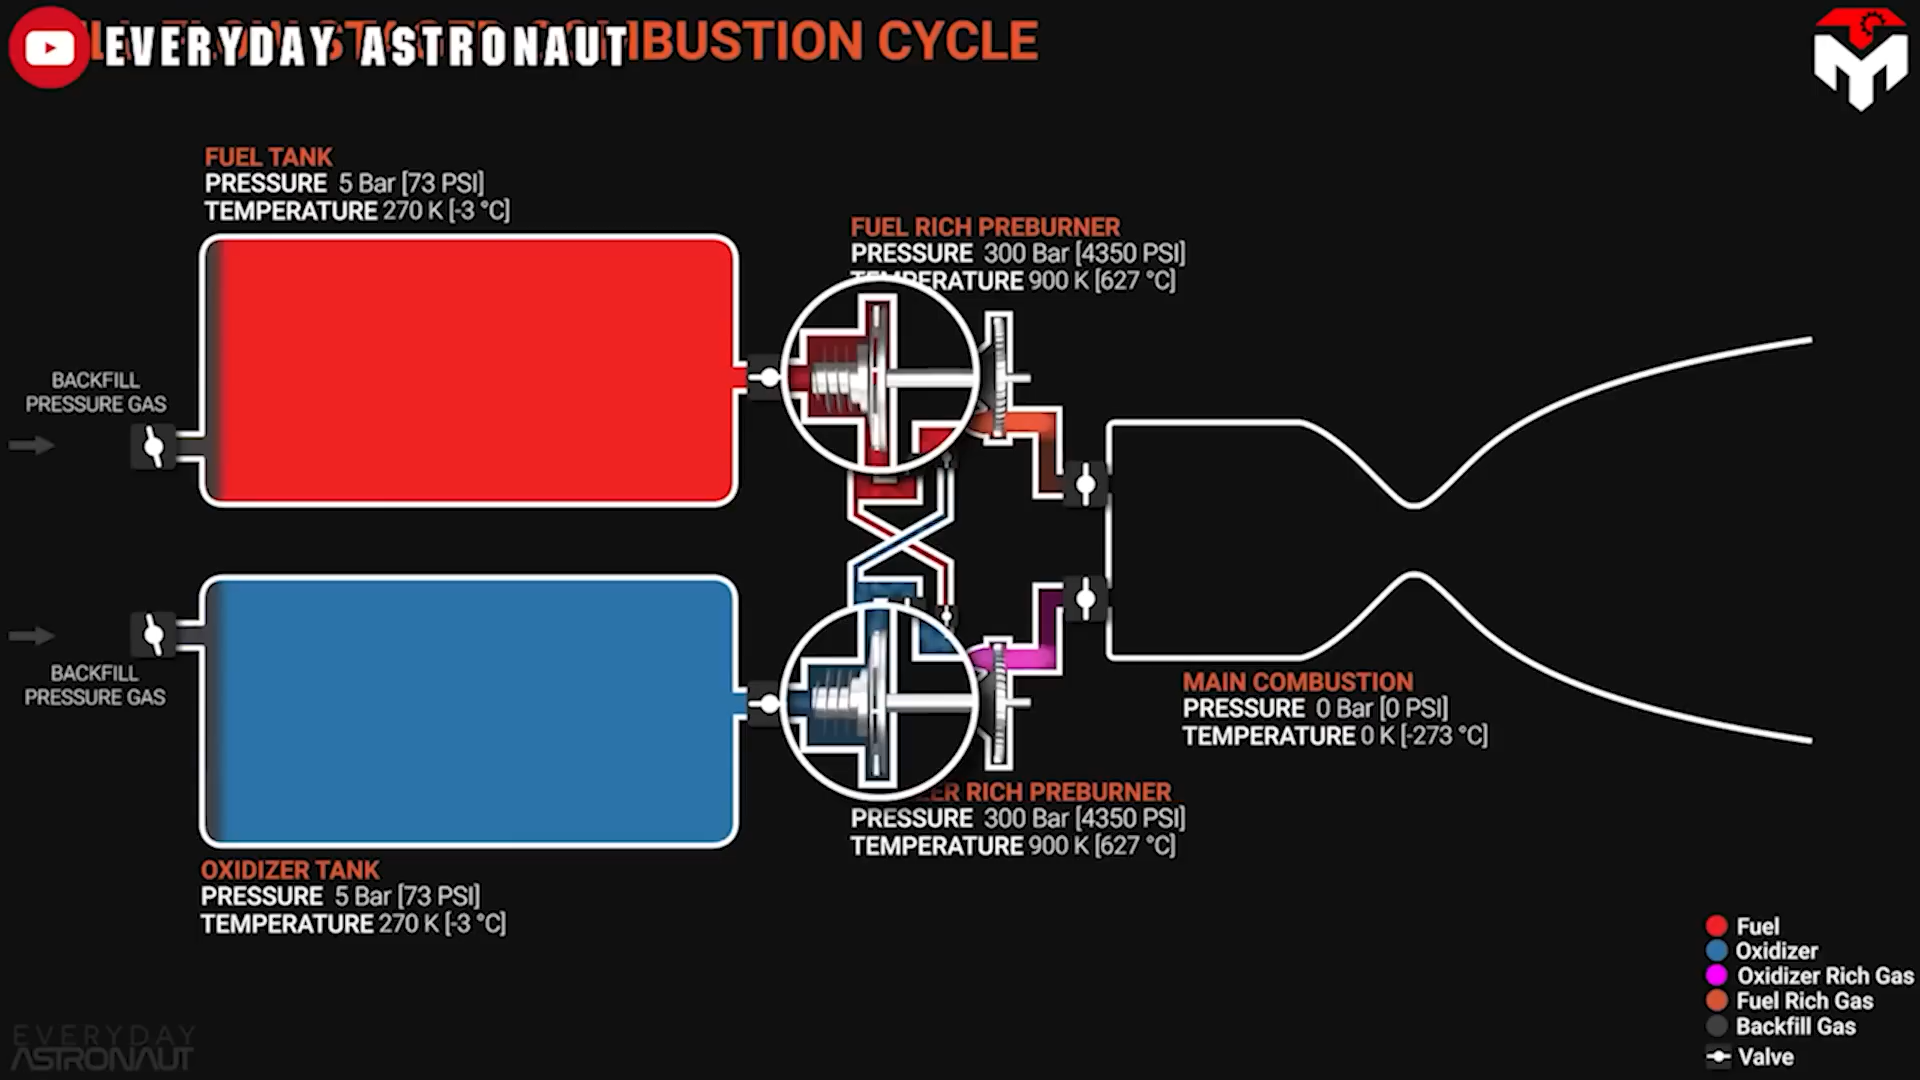 EVERYDAY ASTRONAUT
COMBUSTION CYCLE
FUEL TANK
PRESSURE 5 Bar [73 PSI]
TEMPERATURE 270 K [-3 °C]
FUEL RICH PREBURNER
PRESSURE 300 Bar [4350 PSI]
TEMPERATURE 900 K [627 °C]
BACKFILL
PRESSURE GAS
BACKFILL
PRESSURE GAS
MAIN COMBUSTION
PRESSURE 0 Bar [0 PSI]
TEMPERATURE 0 K [-273 °C]
RICH PREBURNER
PRESSURE 300 Bar [4350 PSI]
TEMPERATURE 900 K [627 °C]
OXIDIZER TANK
PRESSURE 5 Bar [73 PSI]
TEMPERATURE 270 K [-3 °C]
Fuel
Oxidizer
Oxidizer Rich Gas
Fuel Rich Gas
Backfill Gas
Valve
EVERYDAY
ASTRONAUT